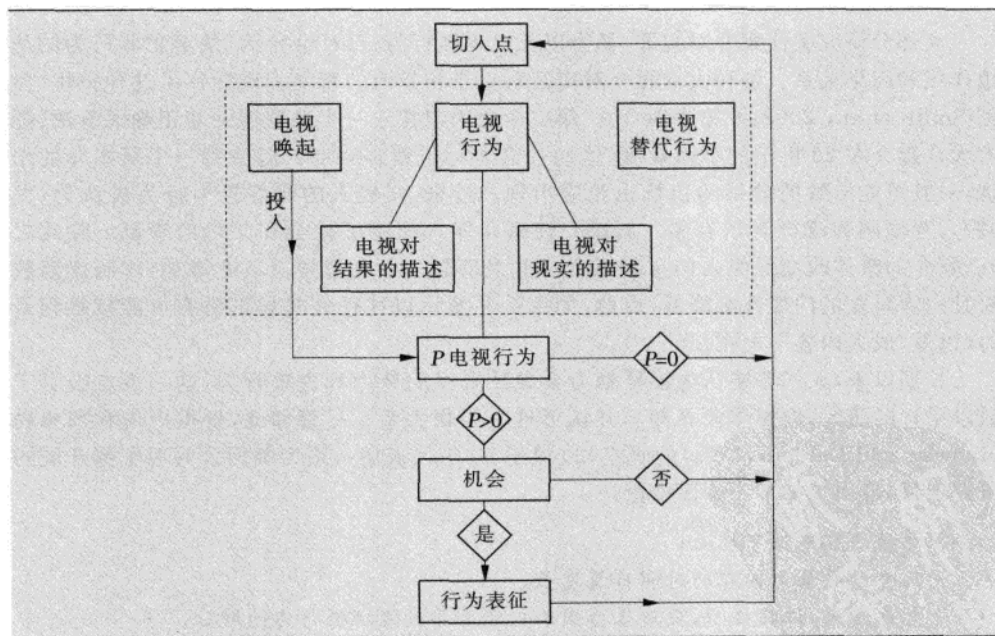 切入点
电视
唤起
电视
行为
电视
替代行为
投
入
电视对
结果的描述
电视对
现实的描述
P电视行为
P=0
P>0
机会
否
是
行为表征